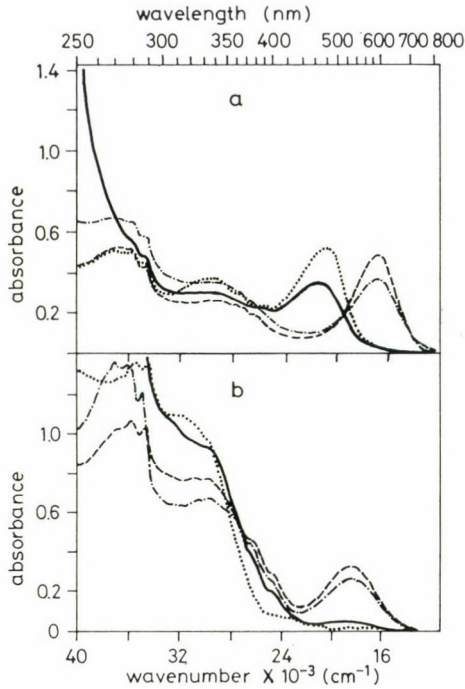 wavelength (nm)
250 300 350 400 500 600 700 800
a
1.4
1.0
0.6
0.2
absorbance
b
1.0
0.6
0.2
0
absorbance
40 32 24 16
wavenumber X 10⁻³ (cm⁻¹)